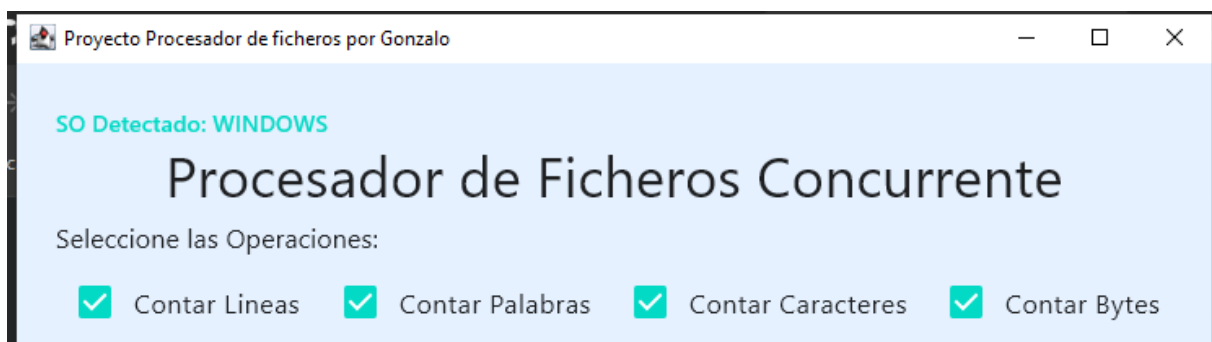 Proyecto Procesador de ficheros por Gonzalo
SO Detectado: WINDOWS
Procesador de Ficheros Concurrente
Seleccione las Operaciones:
Contar Lineas Contar Palabras Contar Caracteres Contar Bytes